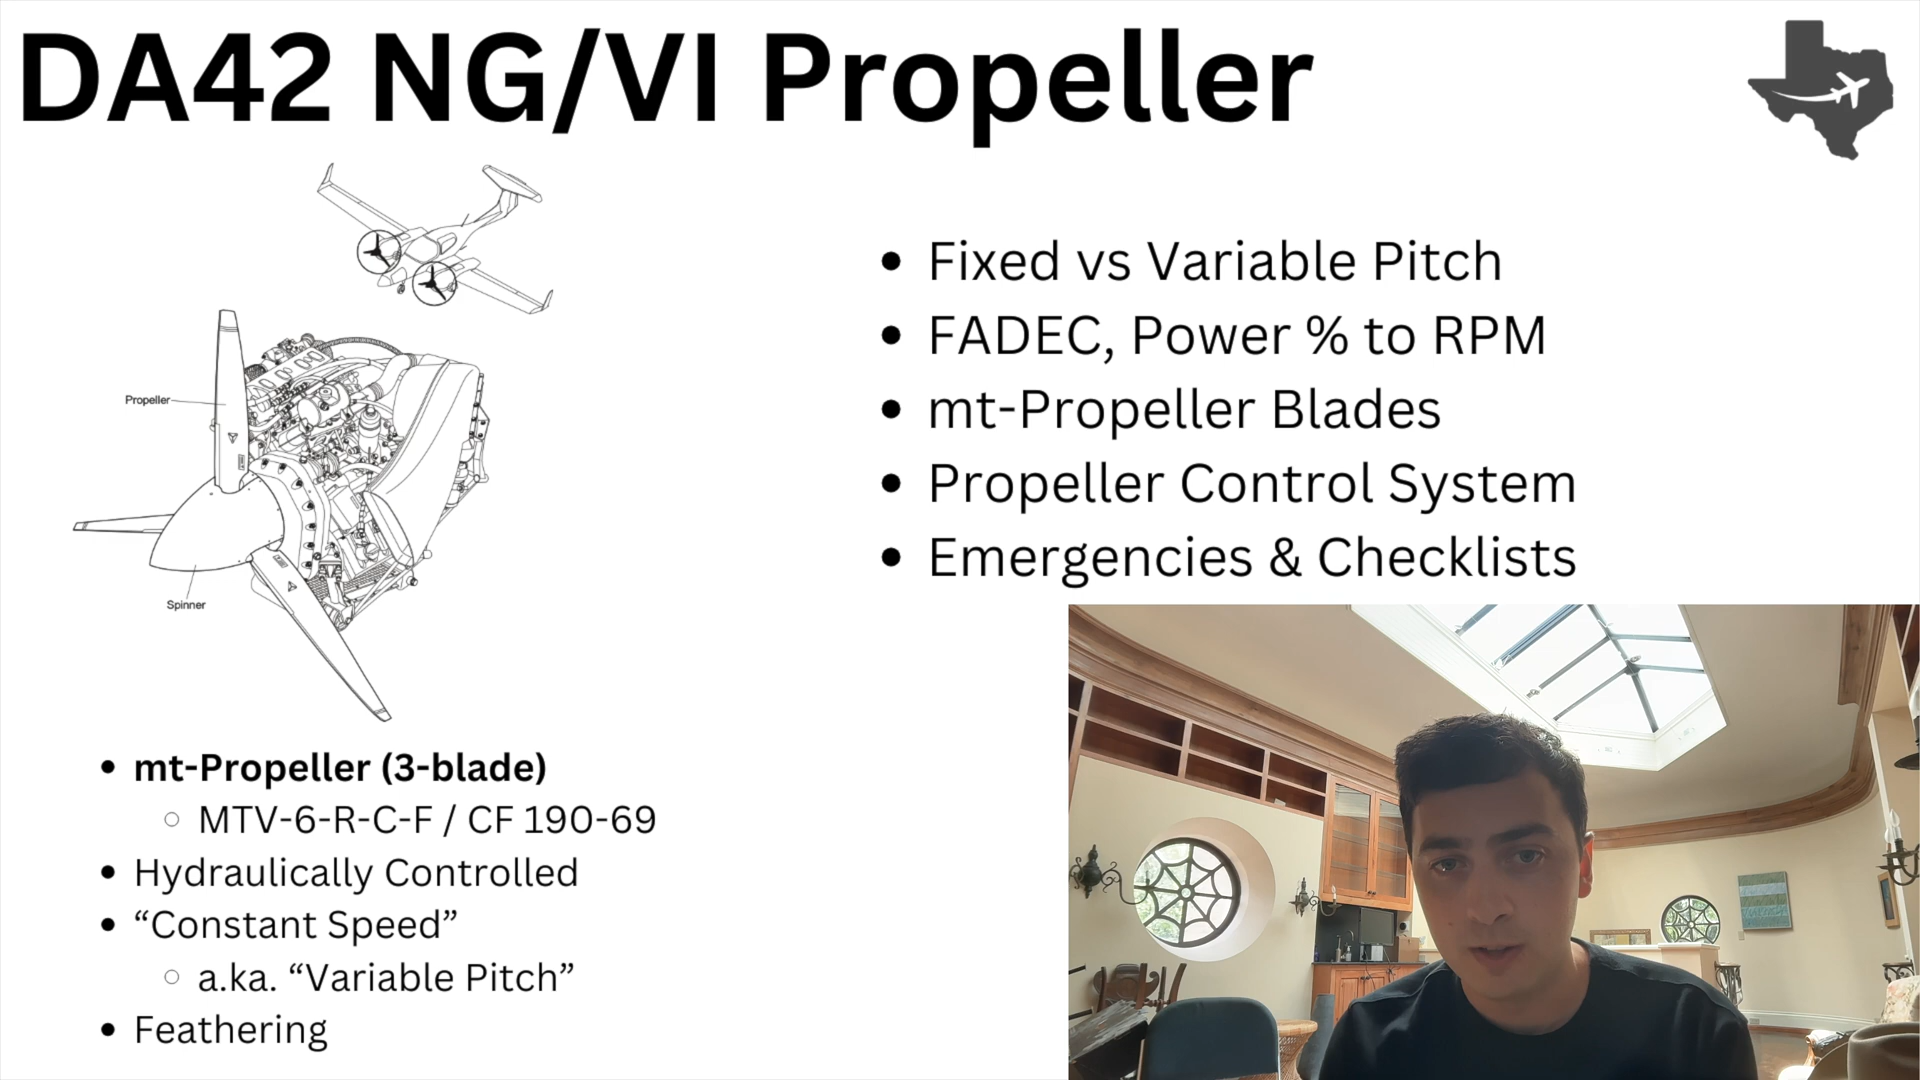 DA42 NG/VI Propeller
Propeller
Spinner
• mt-Propeller (3-blade)
○ MTV-6-R-C-F / CF 190-69
• Hydraulically Controlled
• “Constant Speed”
○ a.ka. “Variable Pitch”
• Feathering
• Fixed vs Variable Pitch
• FADEC, Power % to RPM
• mt-Propeller Blades
• Propeller Control System
• Emergencies & Checklists